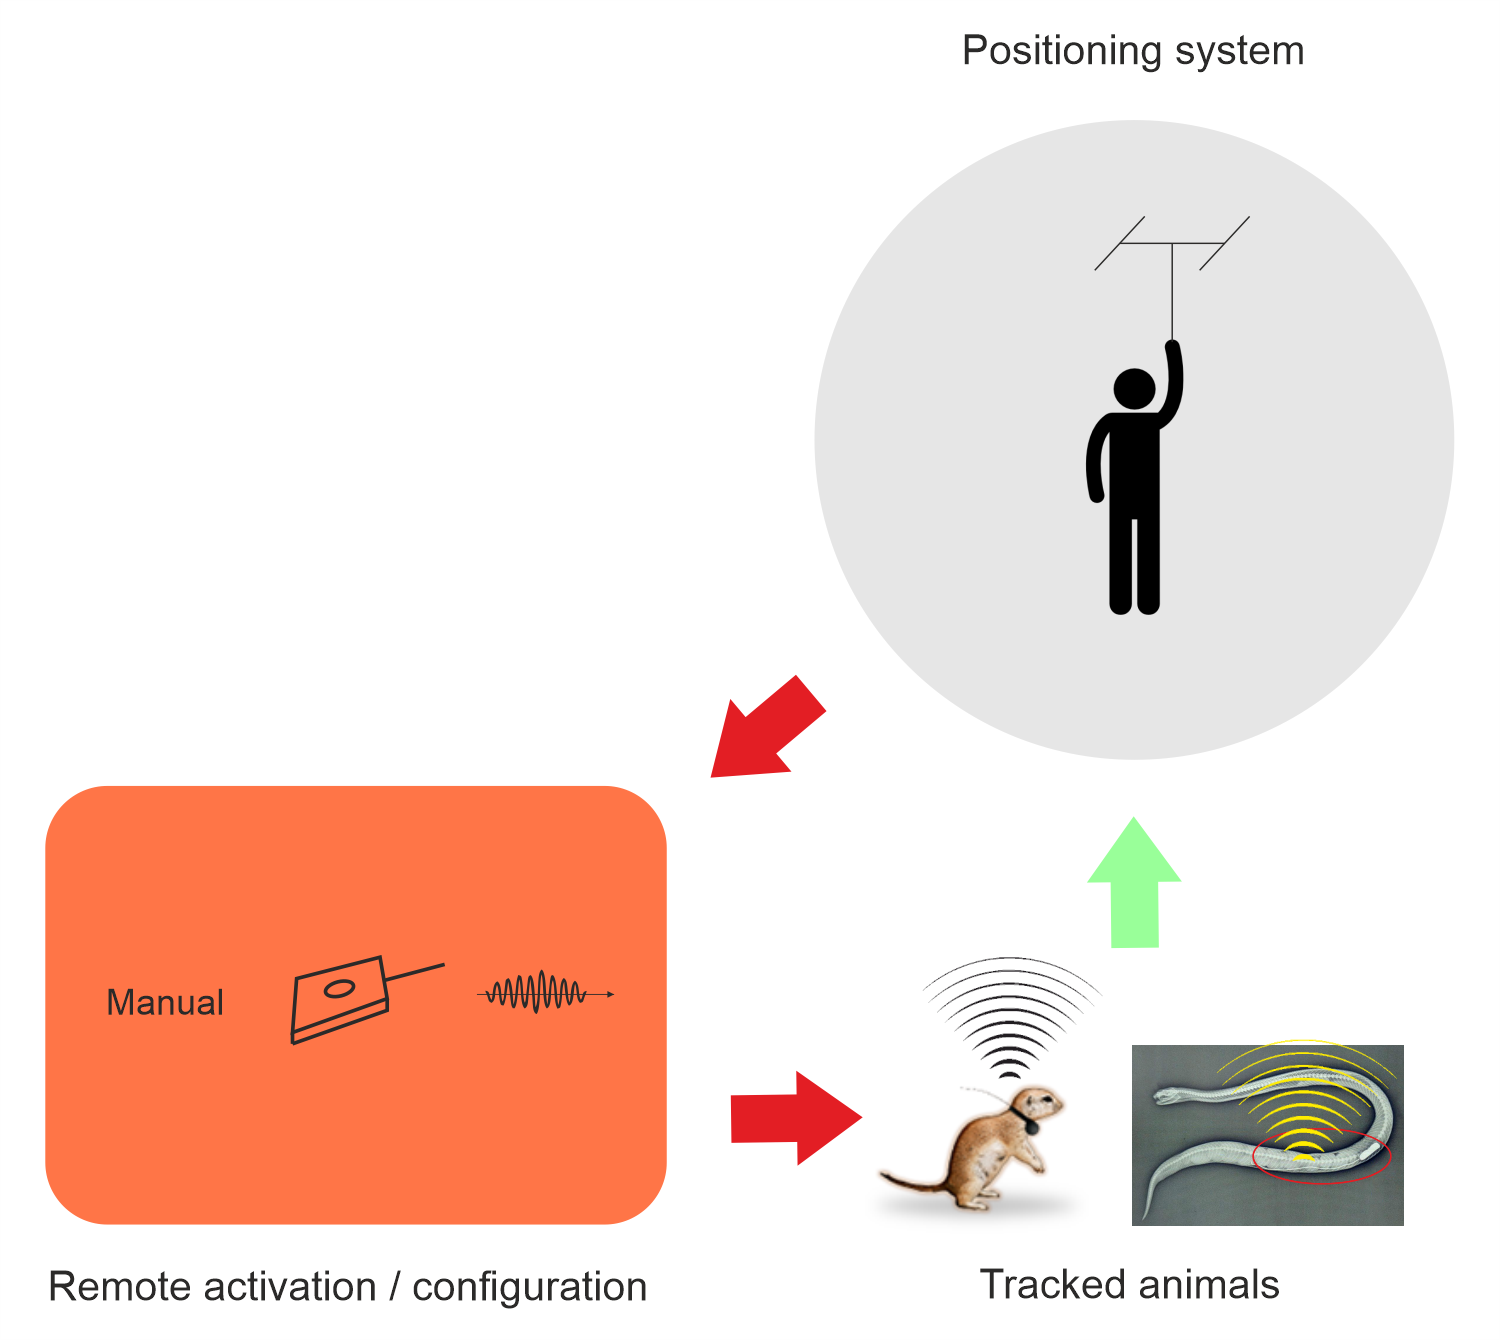 Positioning system
Manual
Remote activation / configuration
Tracked animals